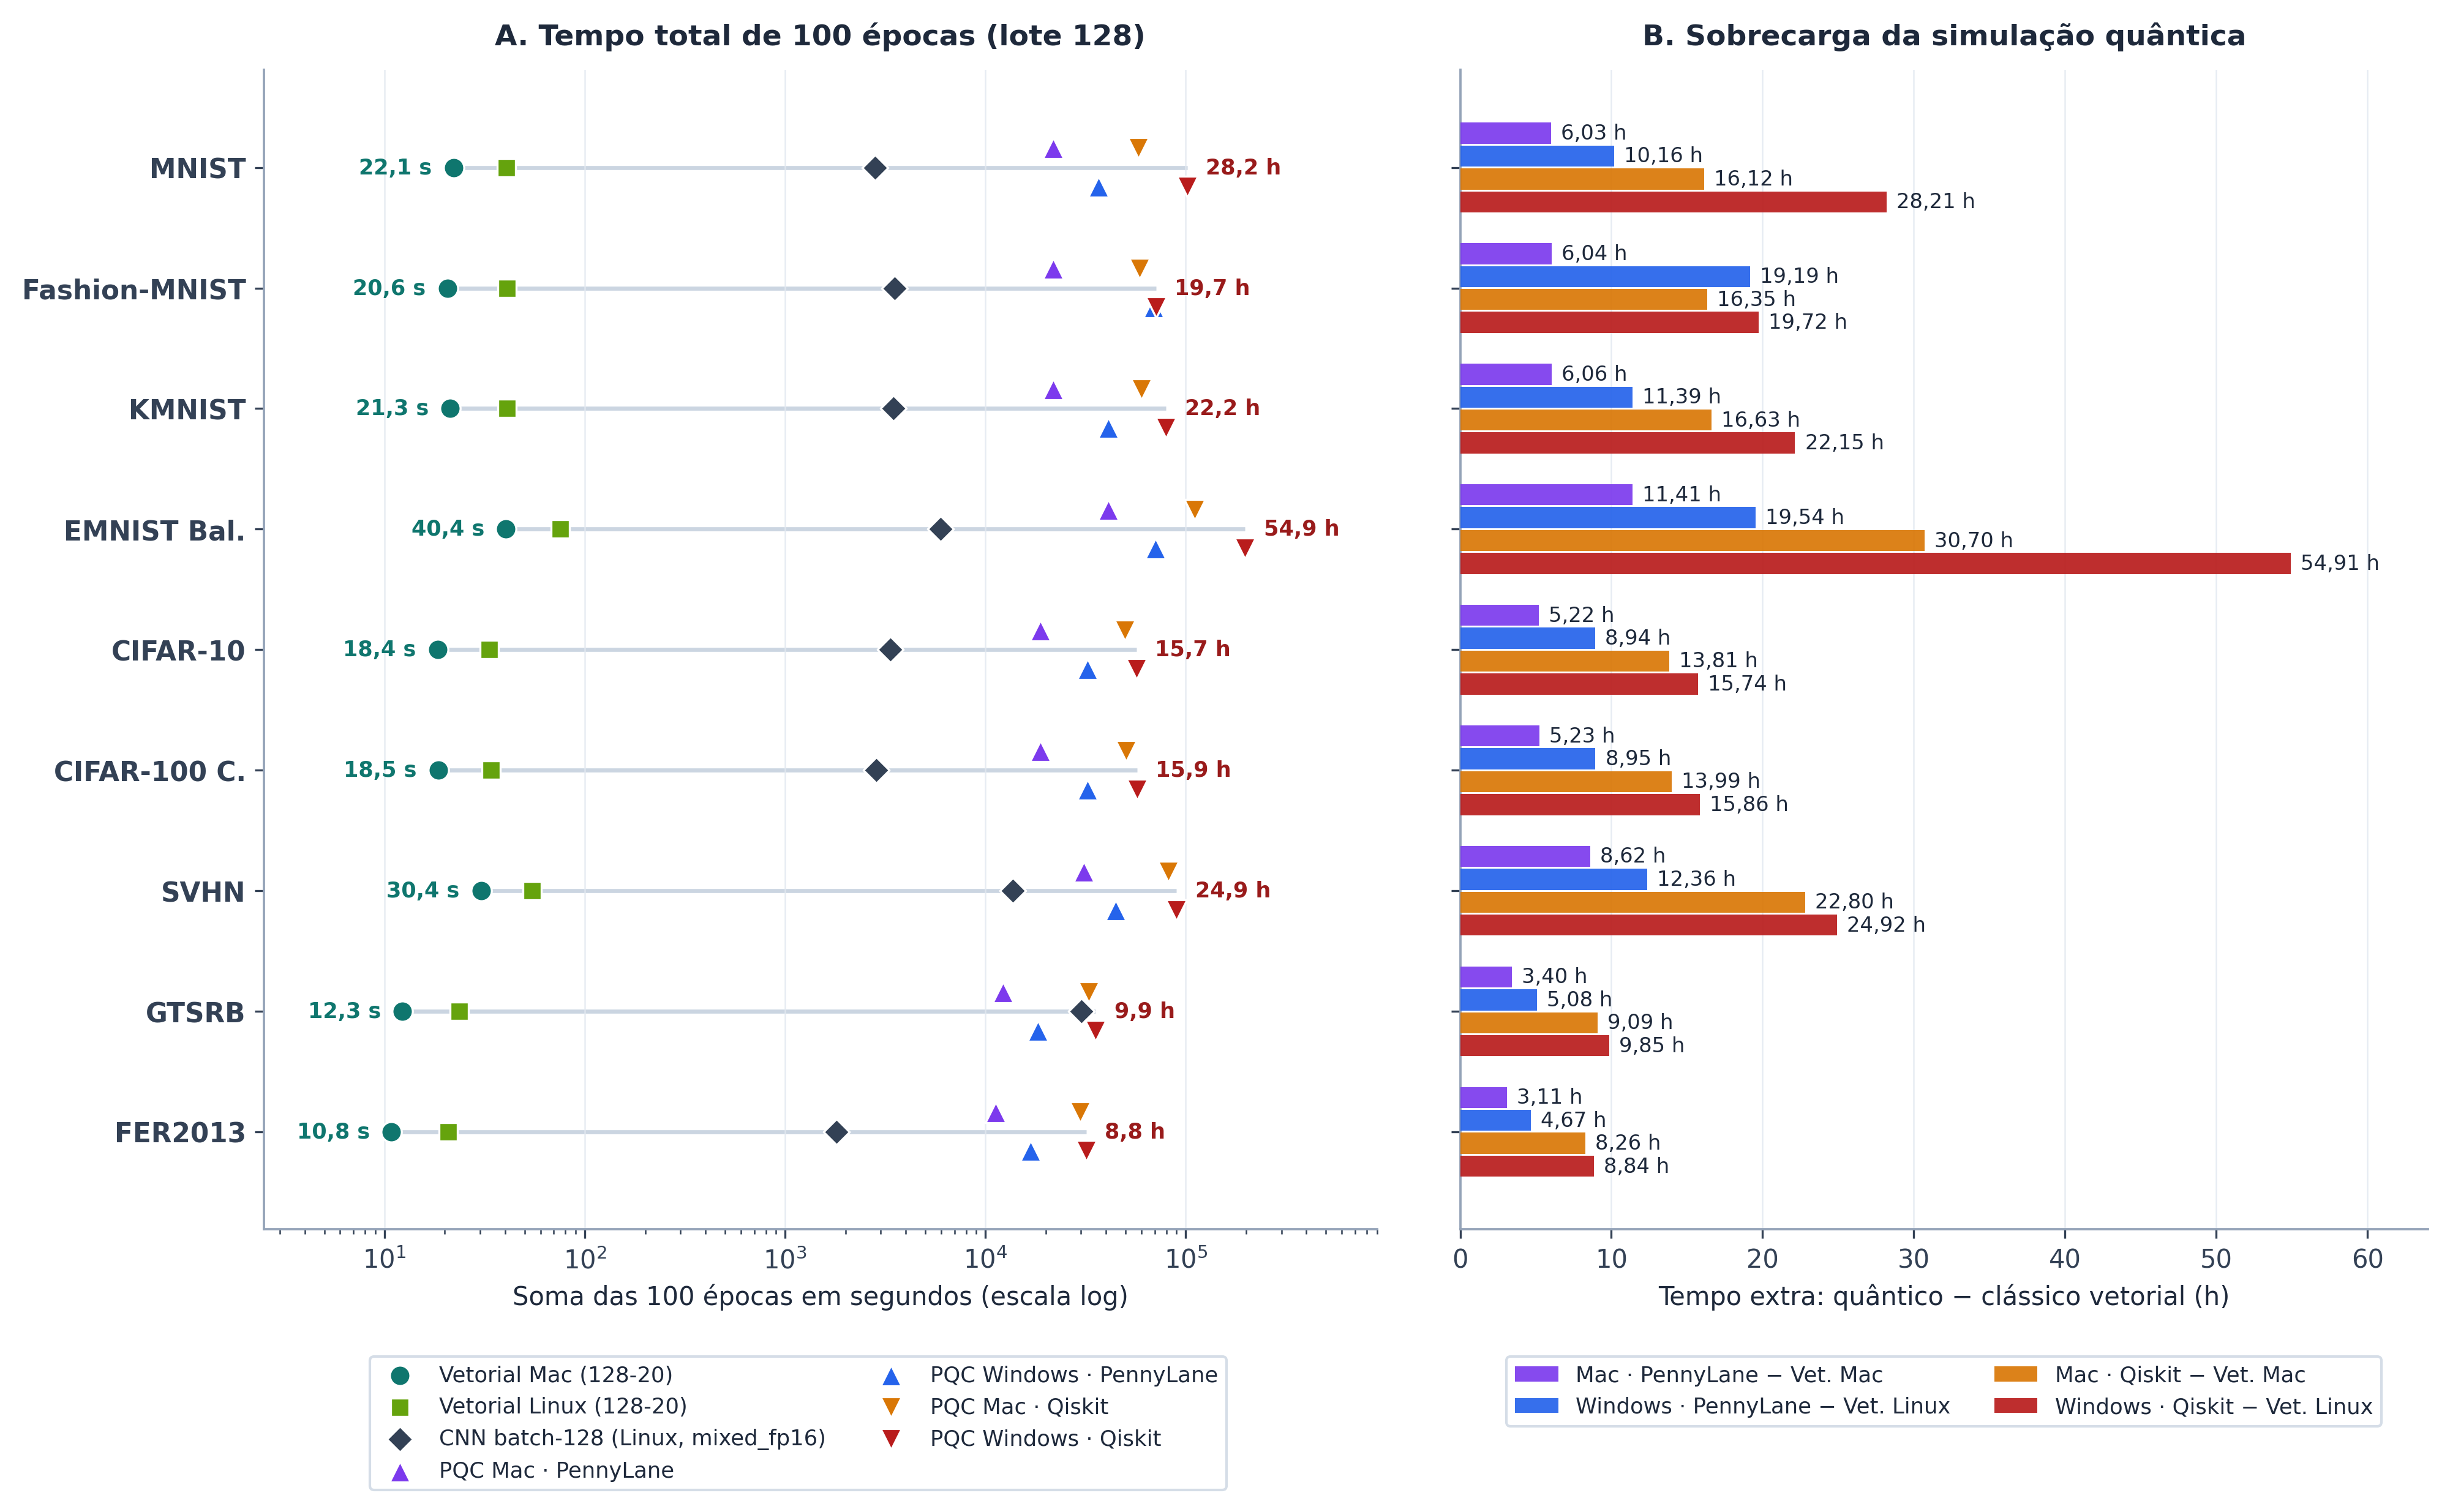 A. Tempo total de 100 épocas (lote 128)
MNIST
Fashion-MNIST
KMNIST
EMNIST Bal.
CIFAR-10
CIFAR-100 C.
SVHN
GTSRB
FER2013
22,1 s
28,2 h
20,6 s
19,7 h
21,3 s
22,2 h
40,4 s
54,9 h
18,4 s
15,7 h
18,5 s
15,9 h
30,4 s
24,9 h
12,3 s
9,9 h
10,8 s
8,8 h
10¹ 10² 10³ 10⁴ 10⁵
Soma das 100 épocas em segundos (escala log)
Vetorial Mac (128-20)
Vetorial Linux (128-20)
CNN batch-128 (Linux, mixed_fp16)
PQC Mac · PennyLane
PQC Windows · PennyLane
PQC Mac · Qiskit
PQC Windows · Qiskit
B. Sobrecarga da simulação quântica
6,03 h
10,16 h
16,12 h
28,21 h
6,04 h
19,19 h
16,35 h
19,72 h
6,06 h
11,39 h
16,63 h
22,15 h
11,41 h
19,54 h
30,70 h
54,91 h
5,22 h
8,94 h
13,81 h
15,74 h
5,23 h
8,95 h
13,99 h
15,86 h
8,62 h
12,36 h
22,80 h
24,92 h
3,40 h
5,08 h
9,09 h
9,85 h
3,11 h
4,67 h
8,26 h
8,84 h
0 10 20 30 40 50 60
Tempo extra: quântico − clássico vetorial (h)
Mac · PennyLane − Vet. Mac
Windows · PennyLane − Vet. Linux
Mac · Qiskit − Vet. Mac
Windows · Qiskit − Vet. Linux